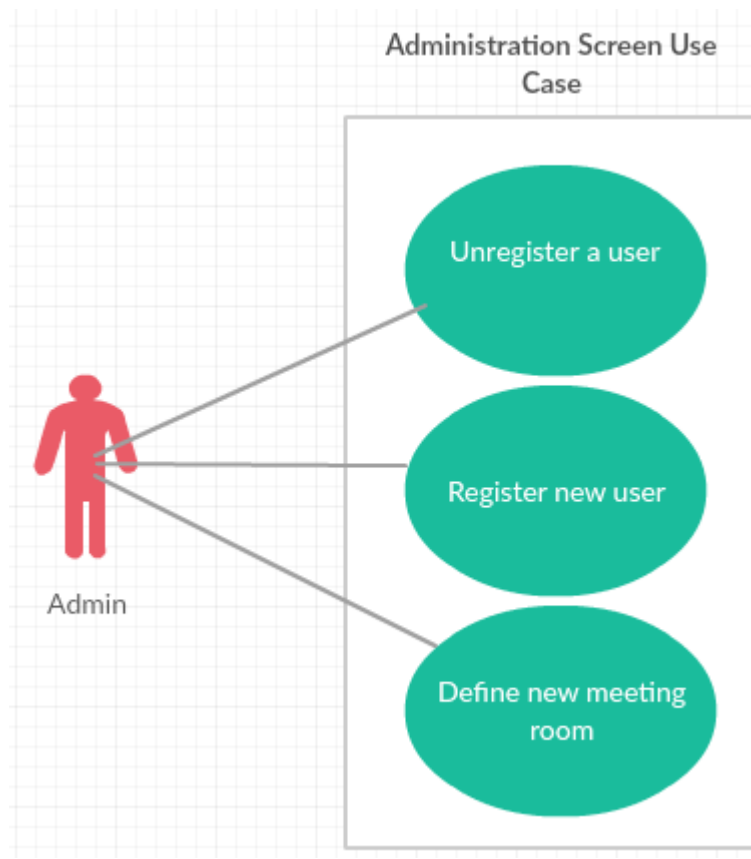 Administration Screen Use
Case
Unregister a user
Register new user
Admin
Define new meeting
room